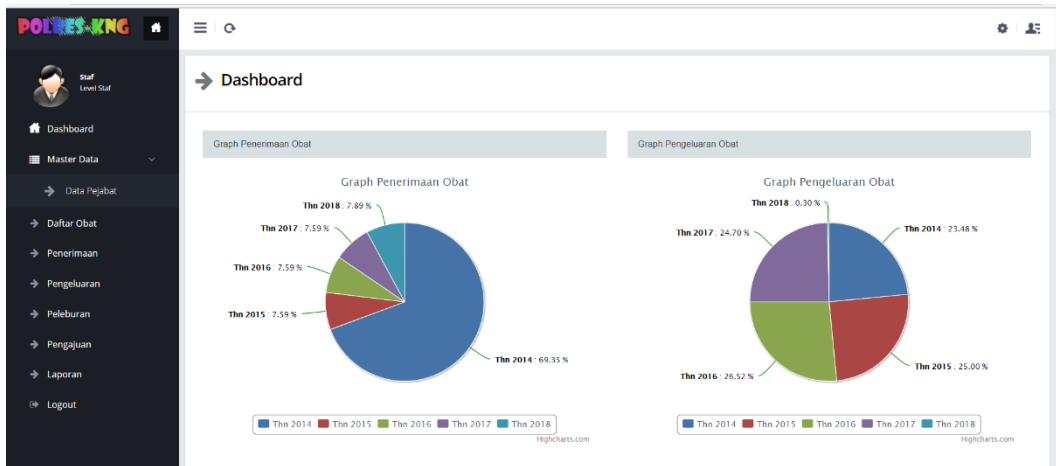 POLRES-KNG
Staf
Level Staf
Dashboard
Master Data
Data Pejabat
Daftar Obat
Penerimaan
Pengeluaran
Peleburan
Pengajuan
Laporan
Logout
Dashboard
Graph Penerimaan Obat
Graph Penerimaan Obat
Thn 2018 : 7.89 %
Thn 2017 : 7.59 %
Thn 2016 : 7.59 %
Thn 2015 : 7.59 %
Thn 2014 : 69.35 %
Thn 2014 Thn 2015 Thn 2016 Thn 2017 Thn 2018
Highcharts.com
Graph Pengeluaran Obat
Graph Pengeluaran Obat
Thn 2018 : 0.30 %
Thn 2017 : 24.70 %
Thn 2014 : 23.48 %
Thn 2015 : 25.00 %
Thn 2016 : 26.52 %
Thn 2014 Thn 2015 Thn 2016 Thn 2017 Thn 2018
Highcharts.com